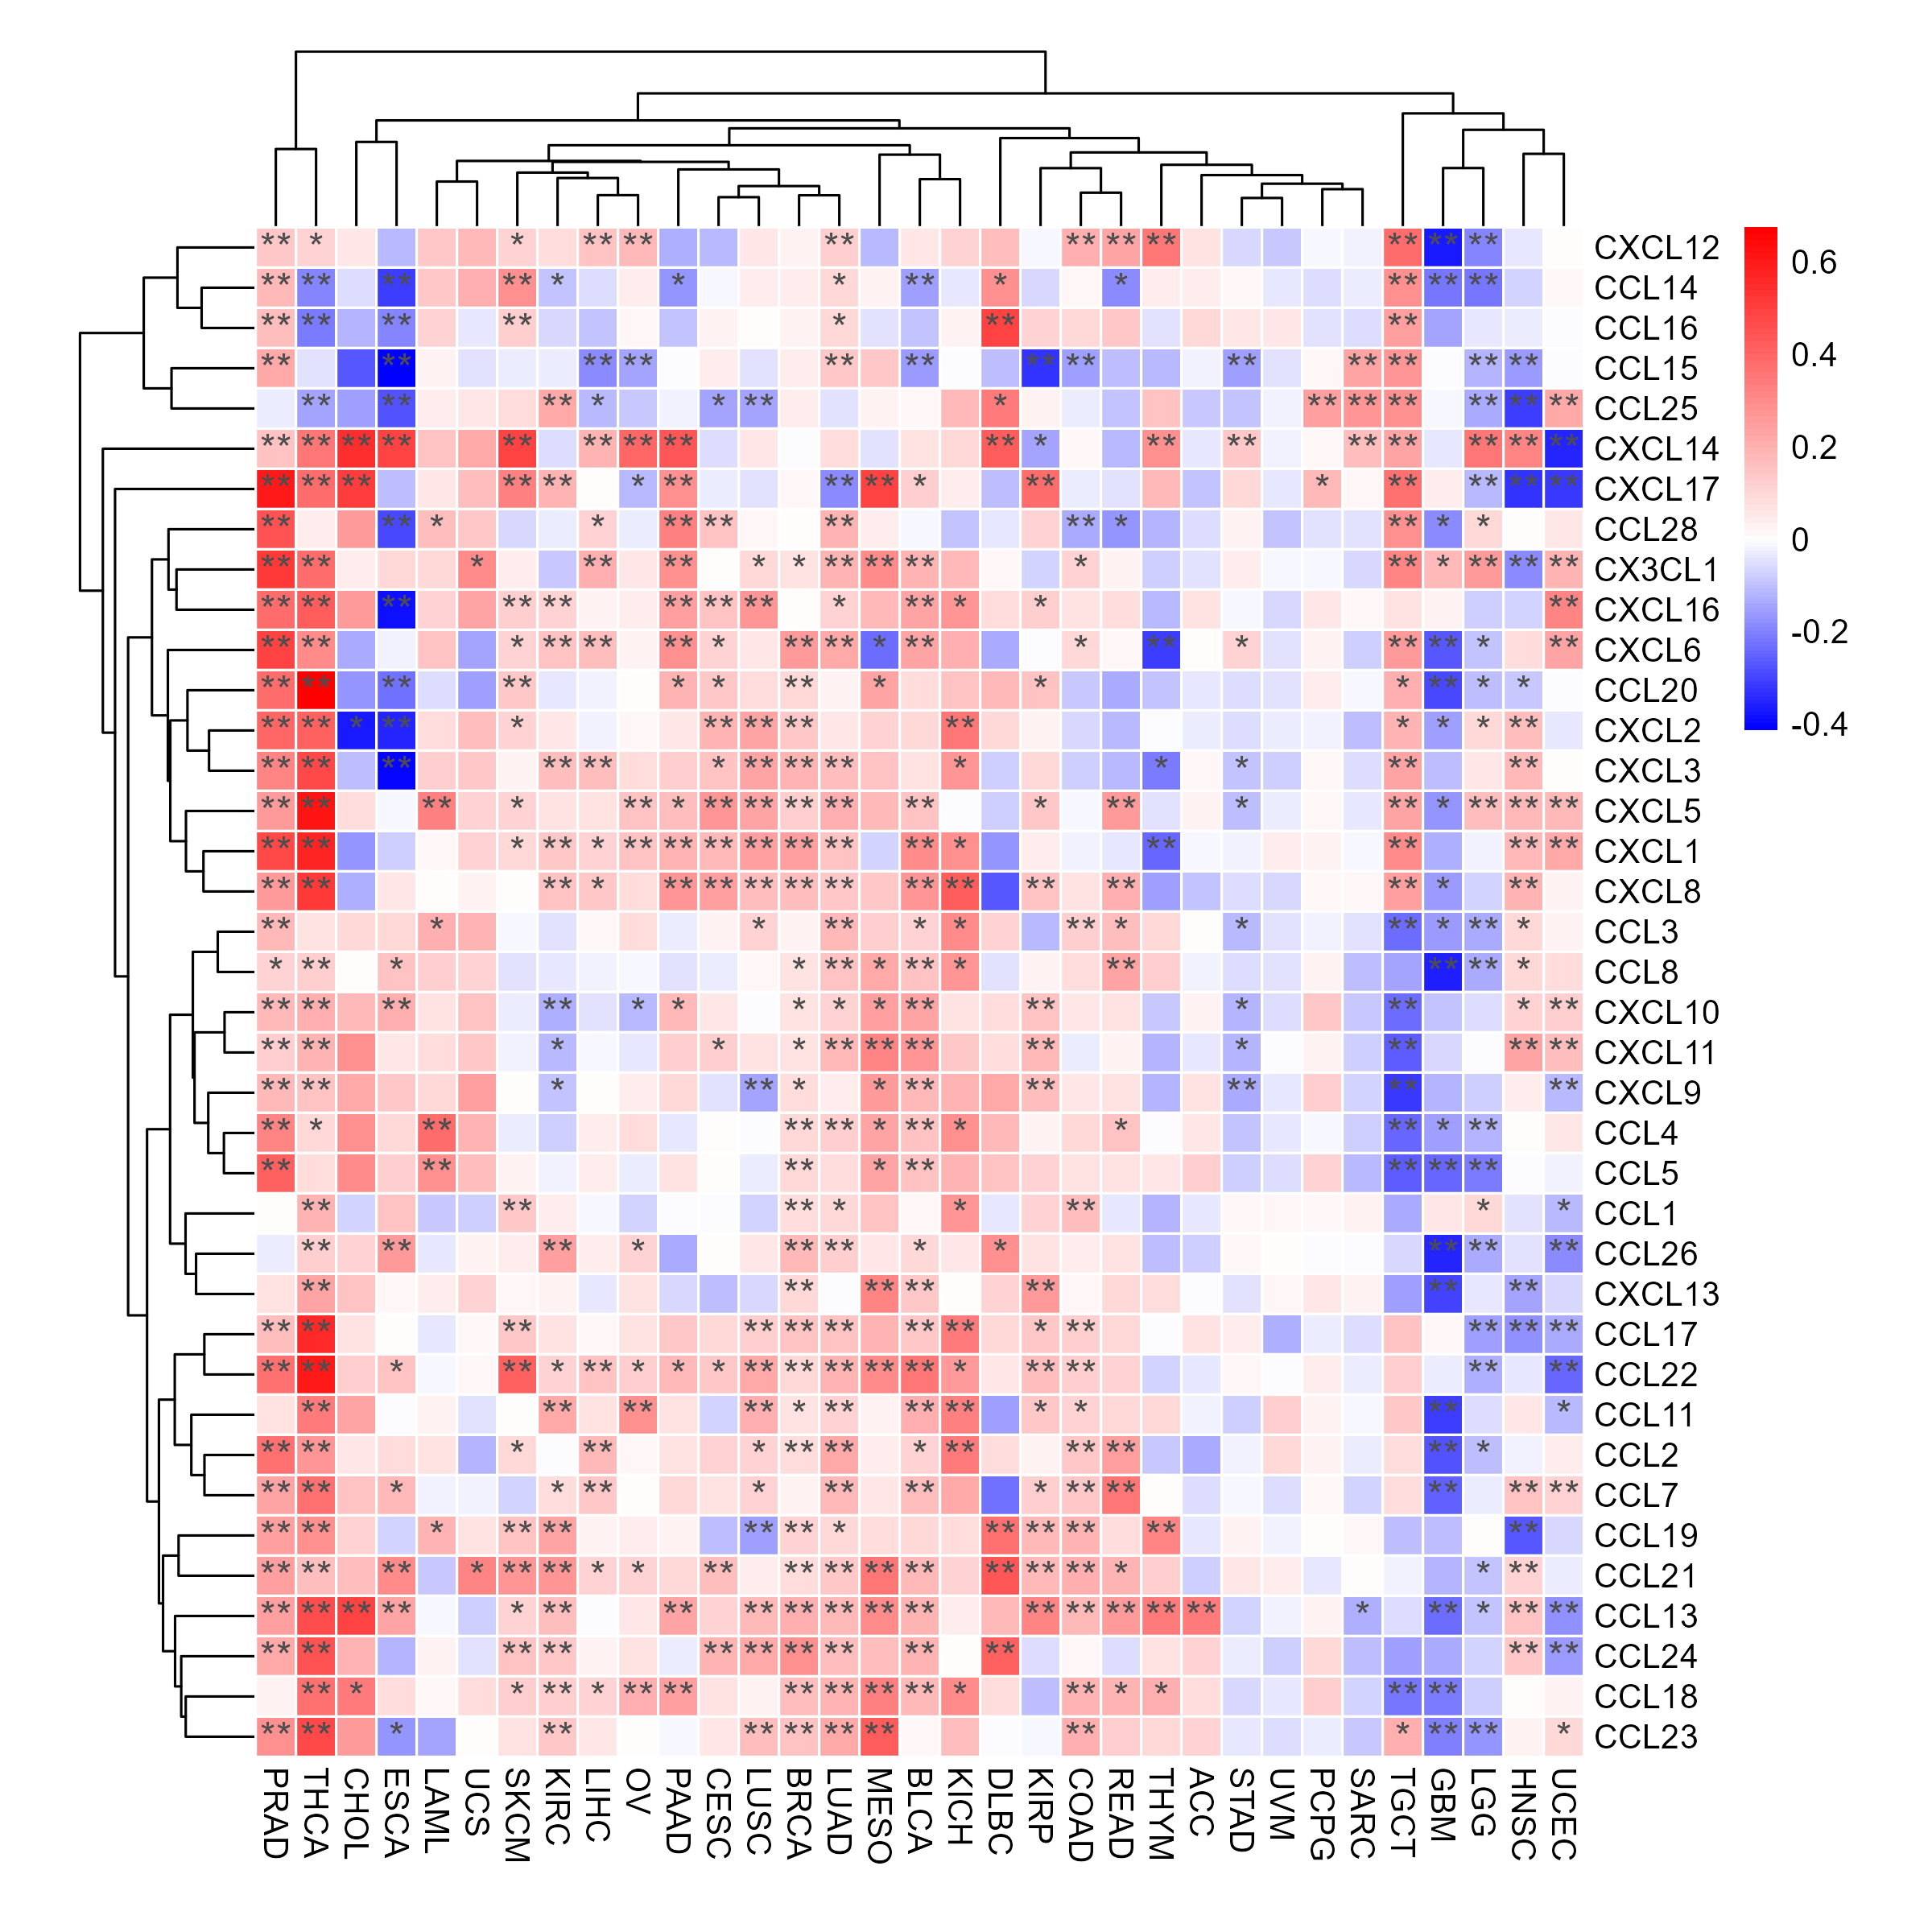 CXCL12
CCL14
CCL16
CCL15
CCL25
CXCL14
CXCL17
CCL28
CX3CL1
CXCL16
CXCL6
CCL20
CXCL2
CXCL3
CXCL5
CXCL1
CXCL8
CCL3
CCL8
CXCL10
CXCL11
CXCL9
CCL4
CCL5
CCL1
CCL26
CXCL13
CCL17
CCL22
CCL11
CCL2
CCL7
CCL19
CCL21
CCL13
CCL24
CCL18
CCL23
0.6
0.4
0.2
0
-0.2
-0.4
PRAD
THCA
CHOL
ESCA
LAML
UCS
SKCM
KIRC
LIHC
OV
PAAD
CESC
LUSC
BRCA
LUAD
MESO
BLCA
KICH
DLBC
KIRP
COAD
READ
THYM
ACC
STAD
UVM
PCPG
SARC
TGCT
GBM
LGG
HNSC
UCEC